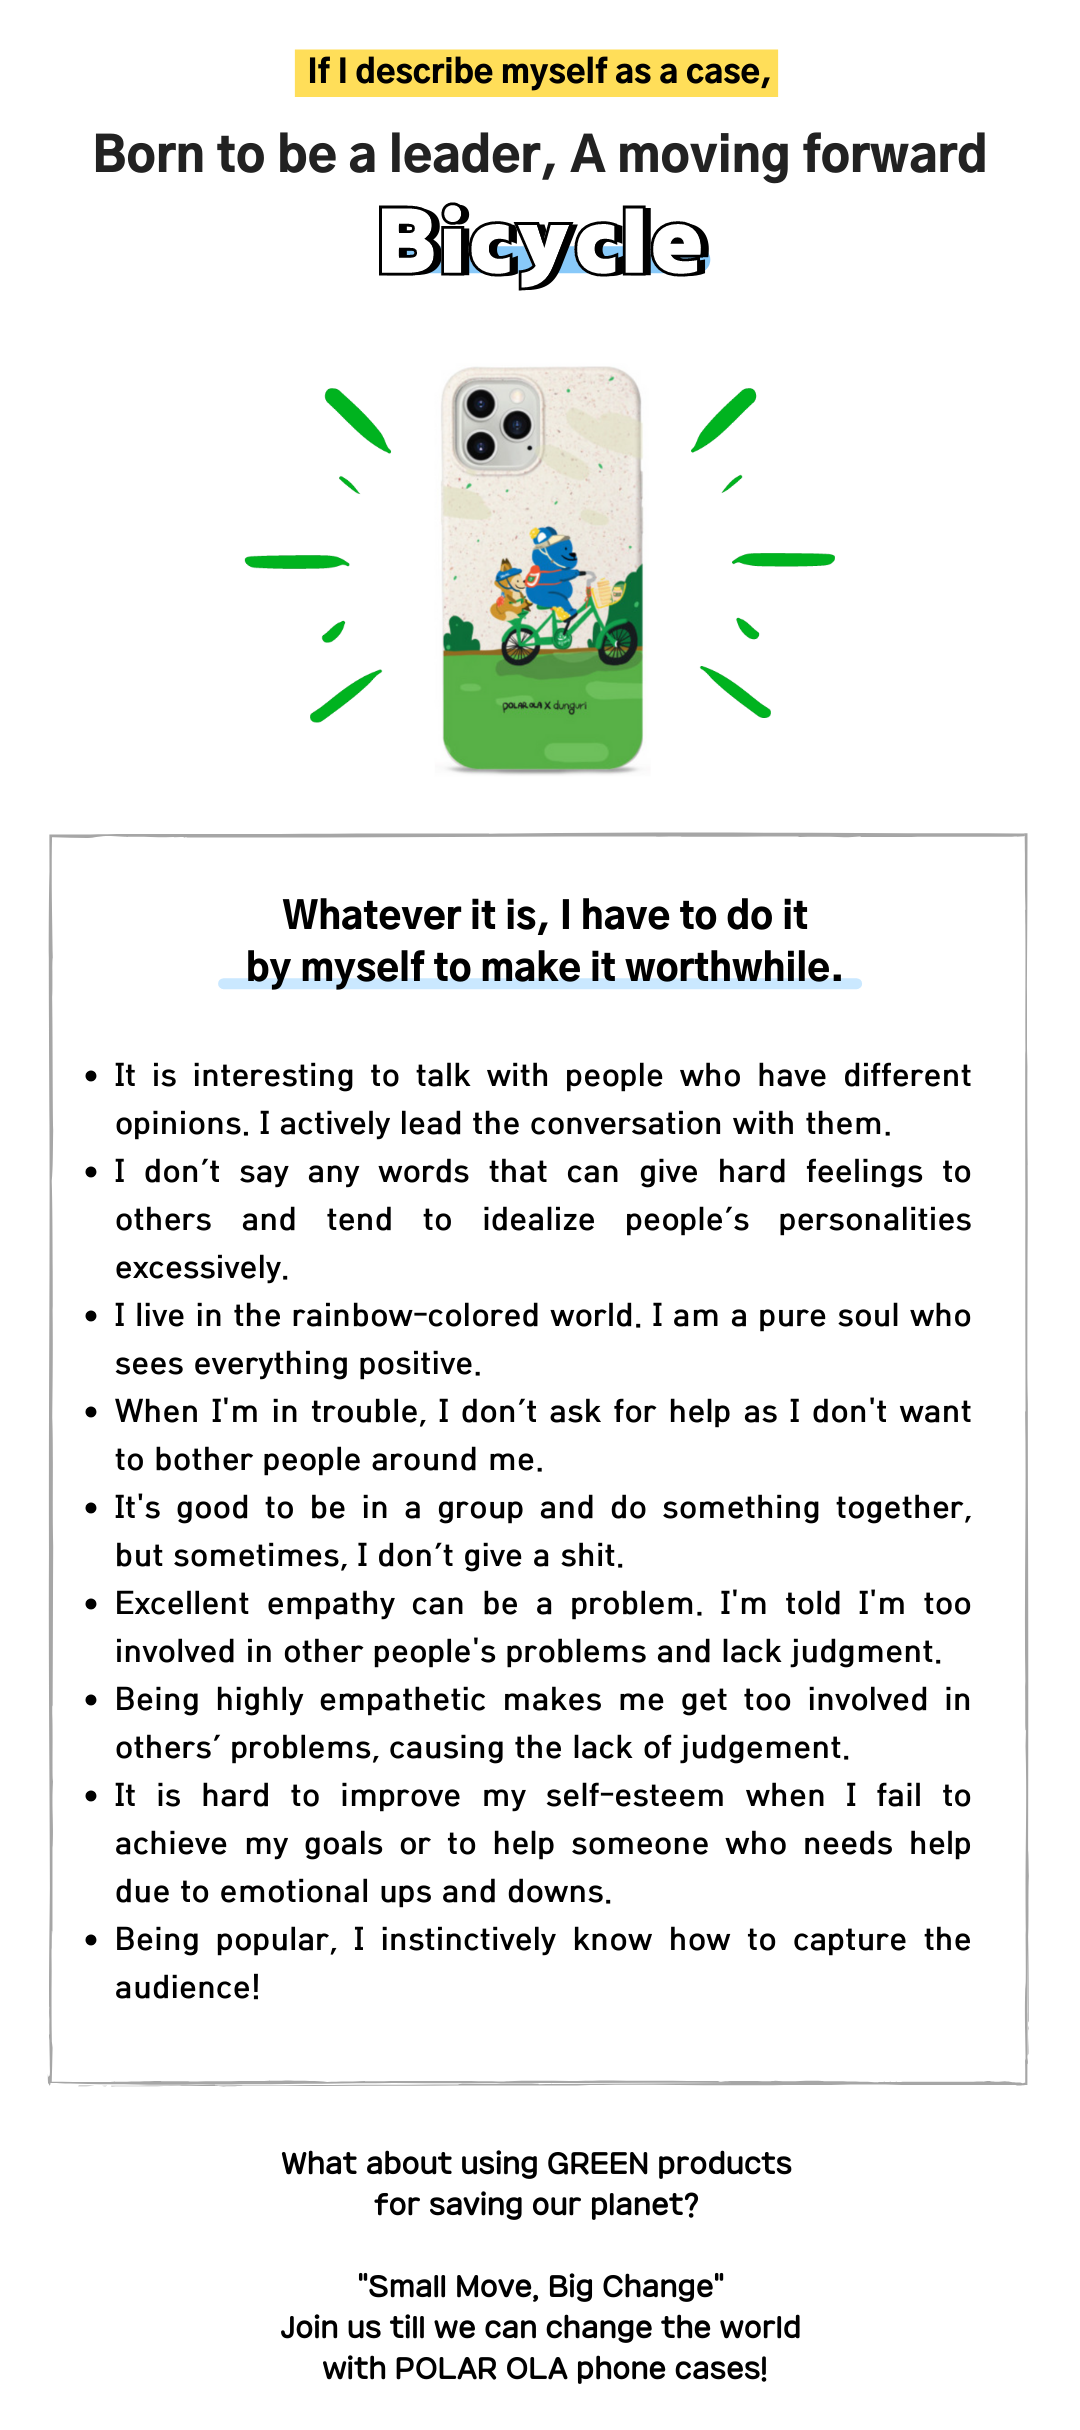 If I describe myself as a case,
Born to be a leader, A moving forward
Bicycle
POLAR OLA X dunguri
Whatever it is, I have to do it
by myself to make it worthwhile.
• It is interesting to talk with people who have different
opinions. I actively lead the conversation with them.
• I don′t say any words that can give hard feelings to
others and tend to idealize people′s personalities
excessively.
• I live in the rainbow-colored world. I am a pure soul who
sees everything positive.
• When I'm in trouble, I don′t ask for help as I don't want
to bother people around me.
• It's good to be in a group and do something together,
but sometimes, I don′t give a shit.
• Excellent empathy can be a problem. I'm told I'm too
involved in other people's problems and lack judgment.
• Being highly empathetic makes me get too involved in
others′ problems, causing the lack of judgement.
• It is hard to improve my self-esteem when I fail to
achieve my goals or to help someone who needs help
due to emotional ups and downs.
• Being popular, I instinctively know how to capture the
audience!
What about using GREEN products
for saving our planet?
"Small Move, Big Change"
Join us till we can change the world
with POLAR OLA phone cases!